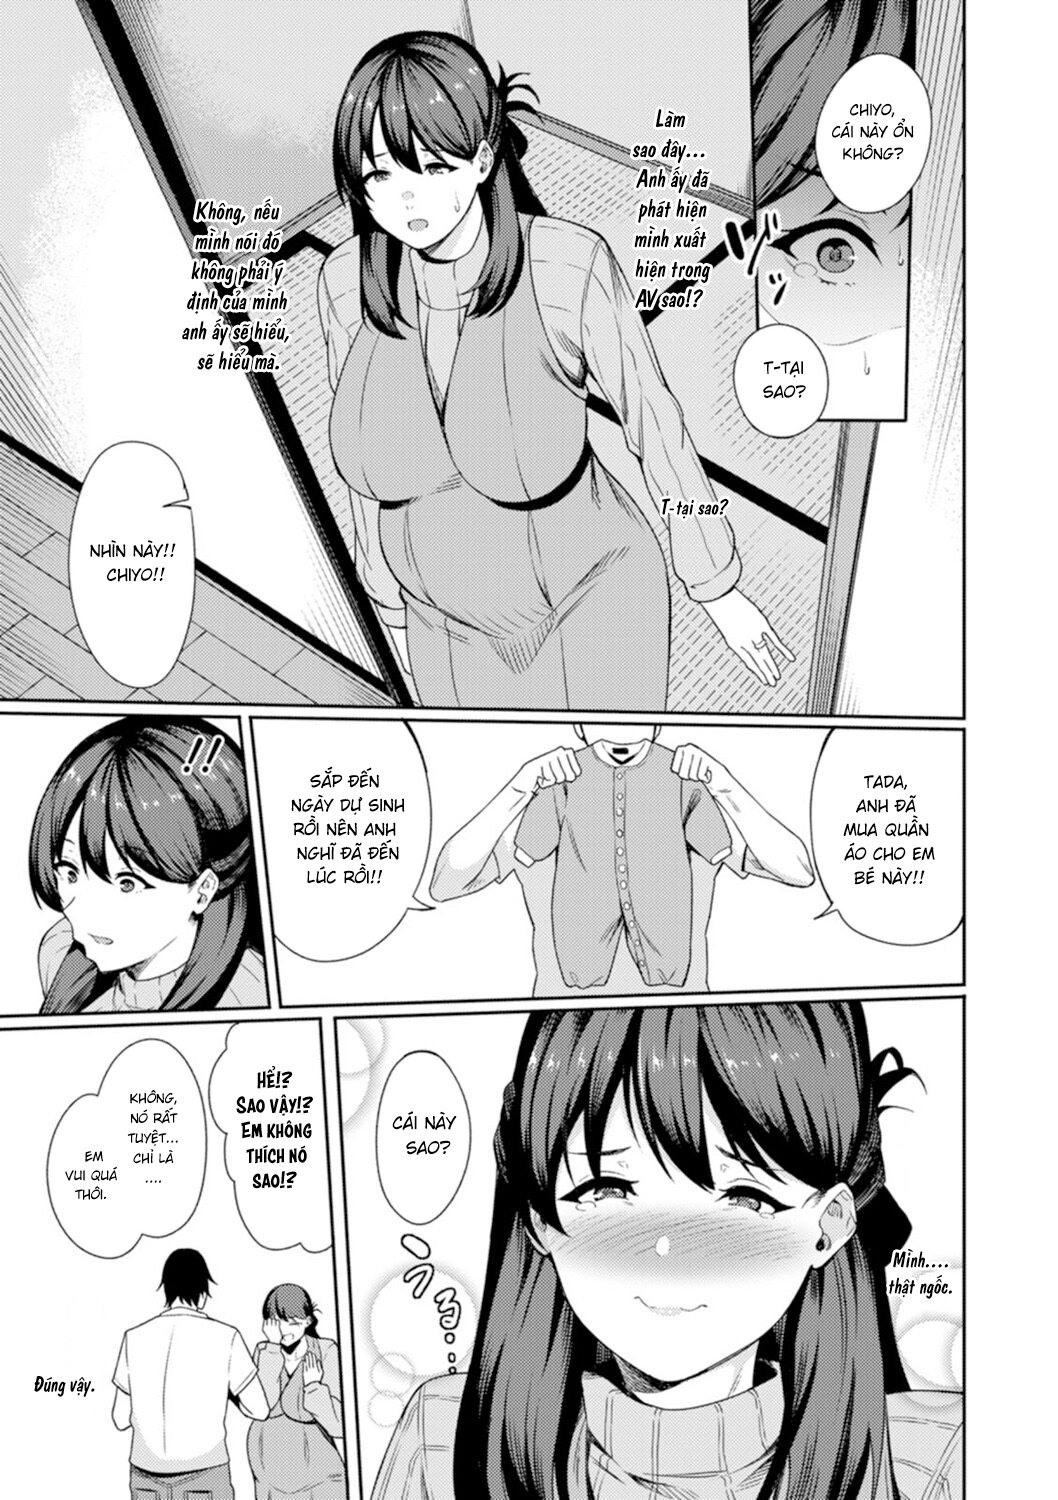 CHIYO,
CÁI NÀY ỔN
KHÔNG?
ゾッ
T-TẠI
SAO?
Làm
sao đây...
Anh ấy đã
phát hiện
mình xuất
hiện trong
AV sao!?
Không, nếu
mình nói đó
không phải ý
định của mình
anh ấy sẽ hiểu,
sẽ hiểu mà.
T-tại sao?
NHÌN NÀY!!
CHIYO!!
TADA,
ANH ĐÃ
MUA QUẦN
ÁO CHO EM
BÉ NÀY!!
SẮP ĐẾN
NGÀY DỰ SINH
RỒI NÊN ANH
NGHĨ ĐÃ ĐẾN
LÚC RỒI!!
!!
CÁI NÀY
SAO?
うる...
Mình....
thật ngốc.
HỂ!?
SAO VẬY!?
EM KHÔNG
THÍCH NÓ
SAO!?
KHÔNG,
NÓ RẤT
TUYỆT...
CHỈ LÀ
....
EM
VUI QUÁ
THÔI.
Đúng vậy.